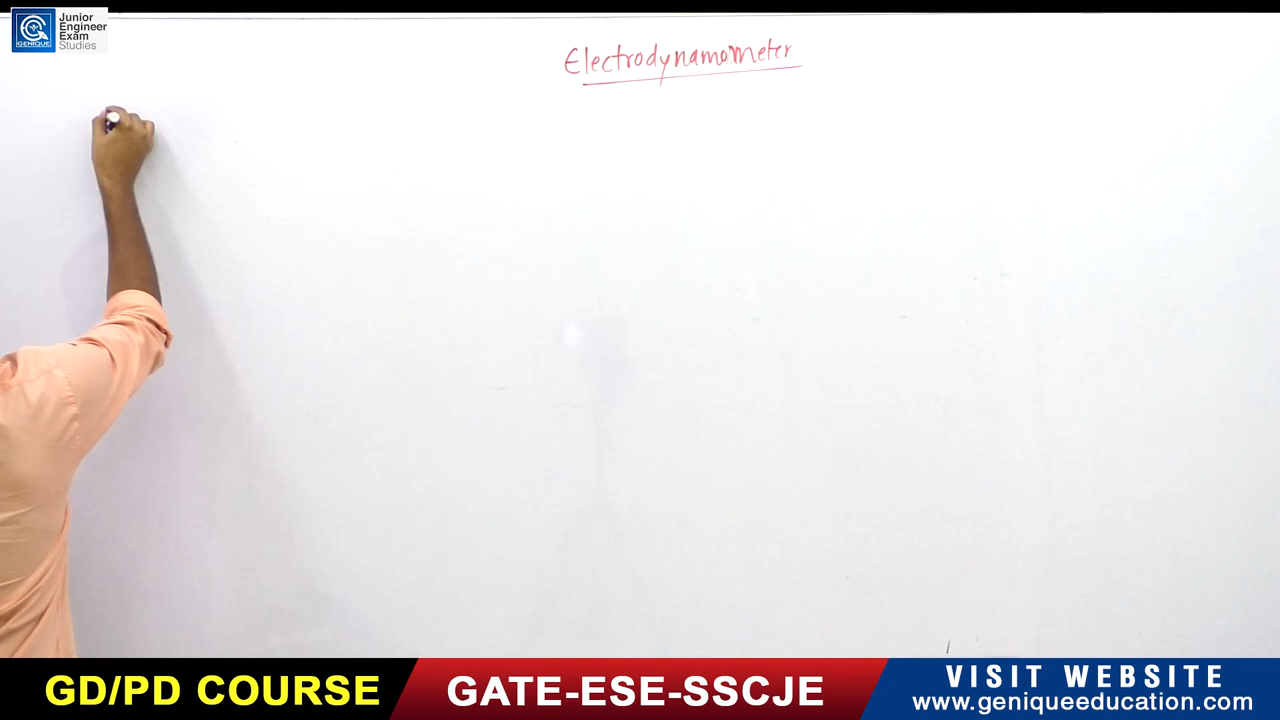 GENIQUE
Junior
Engineer
Exam
Studies
Electrodynamometer
GD/PD COURSE
GATE-ESE-SSCJE
VISIT WEBSITE
www.geniqueeducation.com